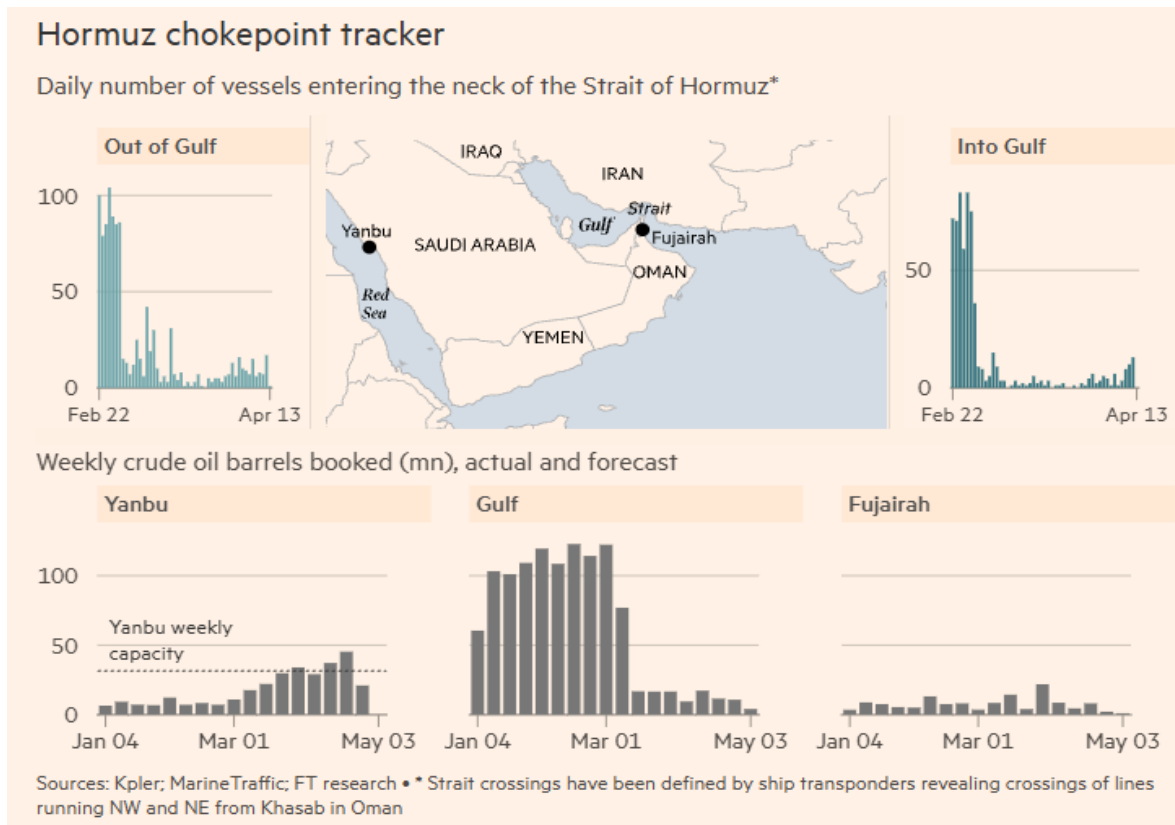 Hormuz chokepoint tracker
Daily number of vessels entering the neck of the Strait of Hormuz*
Out of Gulf
100
50
0
Feb 22
Apr 13
IRAQ
IRAN
Strait
Gulf
Fujairah
Yanbu
SAUDI ARABIA
OMAN
Red
Sea
YEMEN
Into Gulf
50
0
Feb 22
Apr 13
Weekly crude oil barrels booked (mn), actual and forecast
Yanbu
100
50
0
Yanbu weekly
capacity
Jan 04
Mar 01
May 03
Gulf
Jan 04
Mar 01
May 03
Fujairah
Jan 04
Mar 01
May 03
Sources: Kpler; MarineTraffic; FT research • * Strait crossings have been defined by ship transponders revealing crossings of lines
running NW and NE from Khasab in Oman